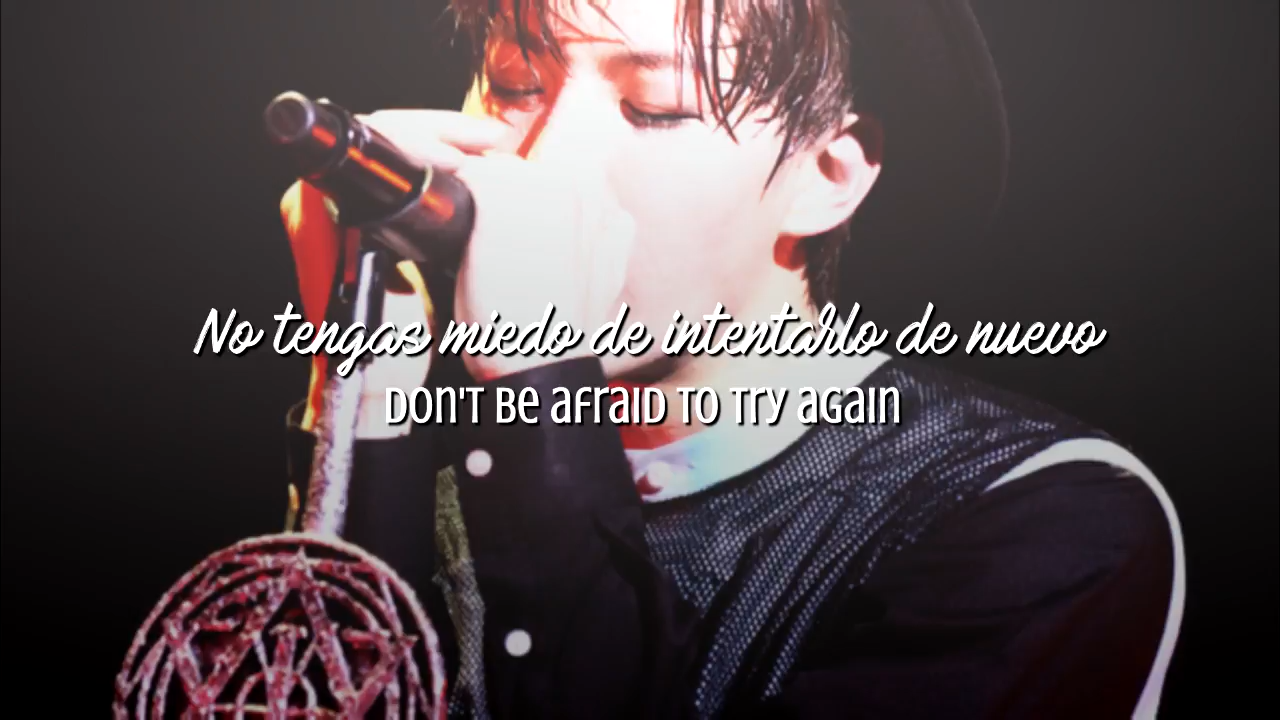 No tengas miedo de intentarlo de nuevo
Don't be afraid to try again